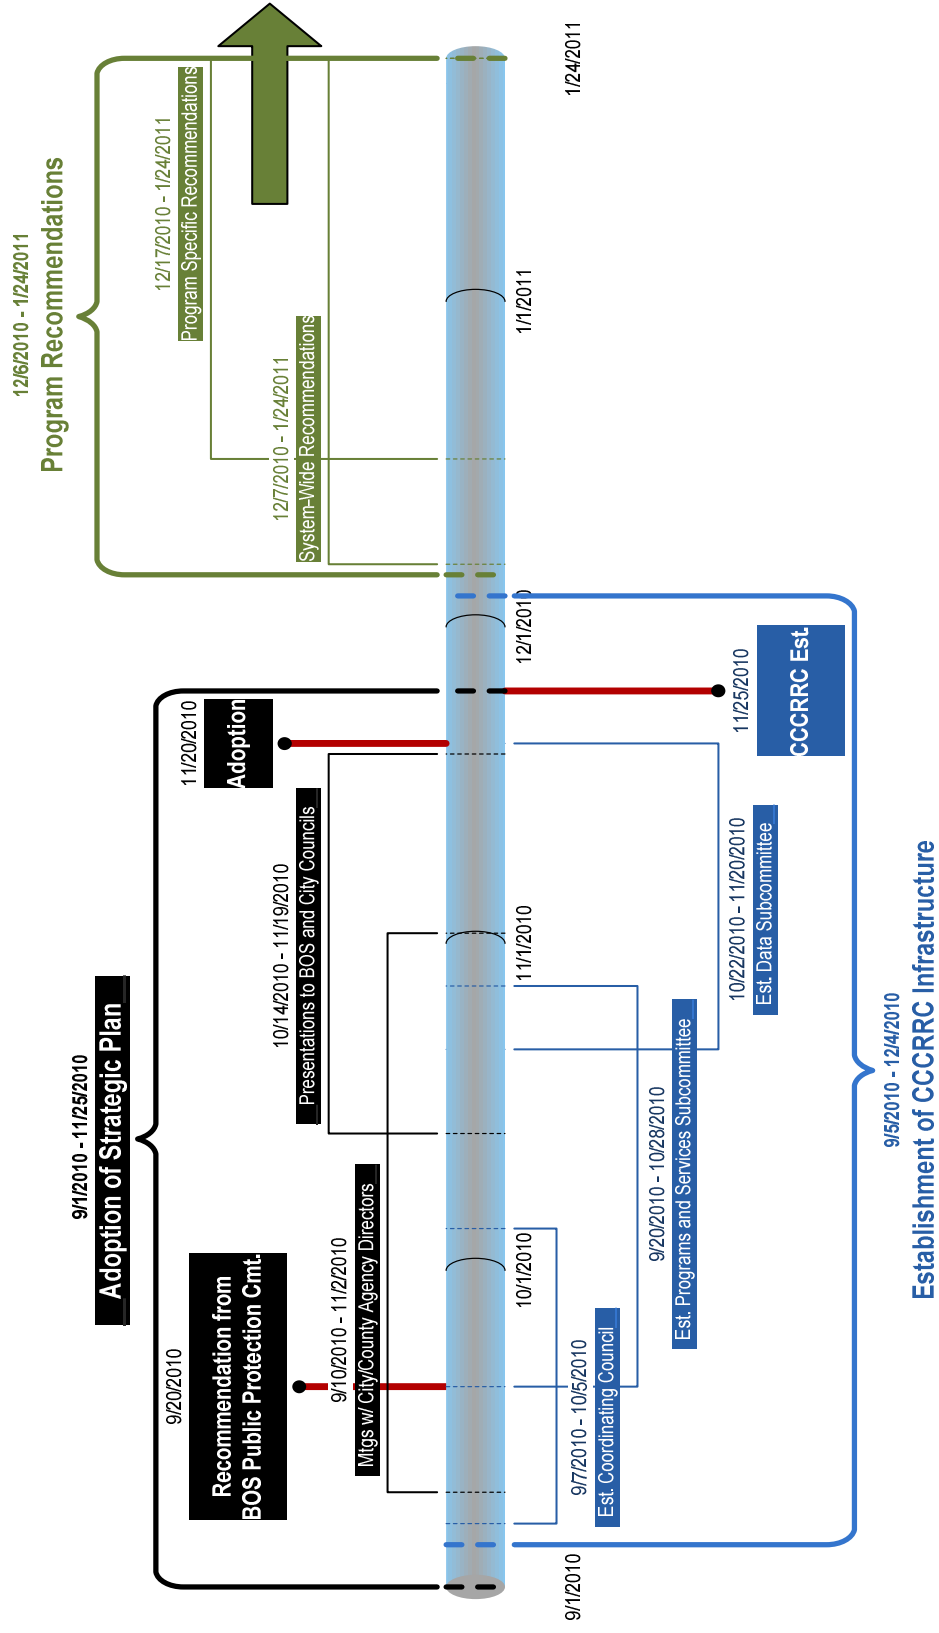 9/1/2010 - 11/25/2010
Adoption of Strategic Plan
12/6/2010 - 1/24/2011
Program Recommendations
9/20/2010
Recommendation from
BOS Public Protection Cmt.
11/20/2010
Adoption
12/17/2010 - 1/24/2011
Program Specific Recommendations
10/14/2010 - 11/19/2010
Presentations to BOS and City Councils
12/7/2010 - 1/24/2011
System-Wide Recommendations
9/10/2010 - 11/2/2010
Mtgs w/ City/County Agency Directors
9/1/2010
10/1/2010
11/1/2010
12/1/2010
1/1/2011
1/24/2011
9/7/2010 - 10/5/2010
Est. Coordinating Council
9/20/2010 - 10/28/2010
Est. Programs and Services Subcommittee
10/22/2010 - 11/20/2010
Est. Data Subcommittee
11/25/2010
CCCRRC Est.
9/5/2010 - 12/4/2010
Establishment of CCCRRC Infrastructure